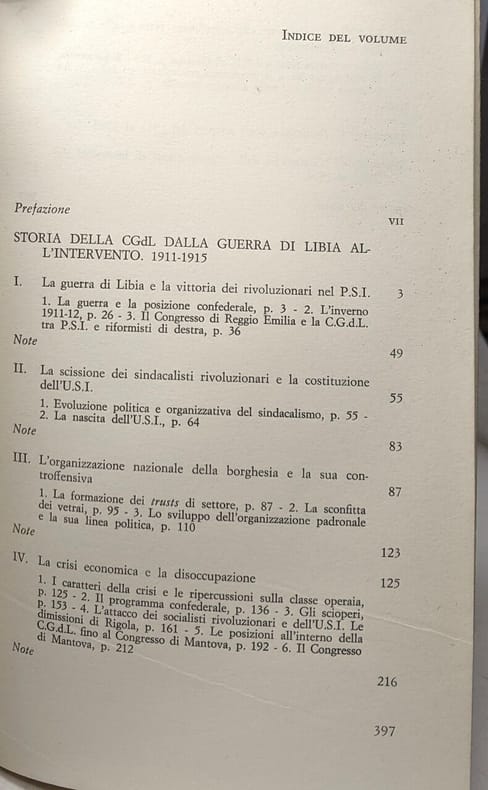 INDICE DEL VOLUME
Prefazione VII
STORIA DELLA CGdL DALLA GUERRA DI LIBIA AL-
L'INTERVENTO. 1911-1915
I. La guerra di Libia e la vittoria dei rivoluzionari nel P.S.I. 3
1. La guerra e la posizione confederale, p. 3 - 2. L'inverno
1911-12, p. 26 - 3. Il Congresso di Reggio Emilia e la C.G.d.L.
tra P.S.I. e riformisti di destra, p. 36
Note 49
II. La scissione dei sindacalisti rivoluzionari e la costituzione
dell'U.S.I. 55
1. Evoluzione politica e organizzativa del sindacalismo, p. 55 -
2. La nascita dell'U.S.I., p. 64
Note 83
III. L'organizzazione nazionale della borghesia e la sua con-
troffensiva 87
1. La formazione dei trusts di settore, p. 87 - 2. La sconfitta
dei vetrai, p. 95 - 3. Lo sviluppo dell'organizzazione padronale
e la sua linea politica, p. 110
Note 123
IV. La crisi economica e la disoccupazione 125
1. I caratteri della crisi e le ripercussioni sulla classe operaia,
p. 125 - 2. Il programma confederale, p. 136 - 3. Gli scioperi,
p. 153 - 4. L'attacco dei socialisti rivoluzionari e dell'U.S.I. Le
dimissioni di Rigola, p. 161 - 5. Le posizioni all'interno della
C.G.d.L. fino al Congresso di Mantova, p. 192 - 6. Il Congresso
di Mantova, p. 212
Note 216
397